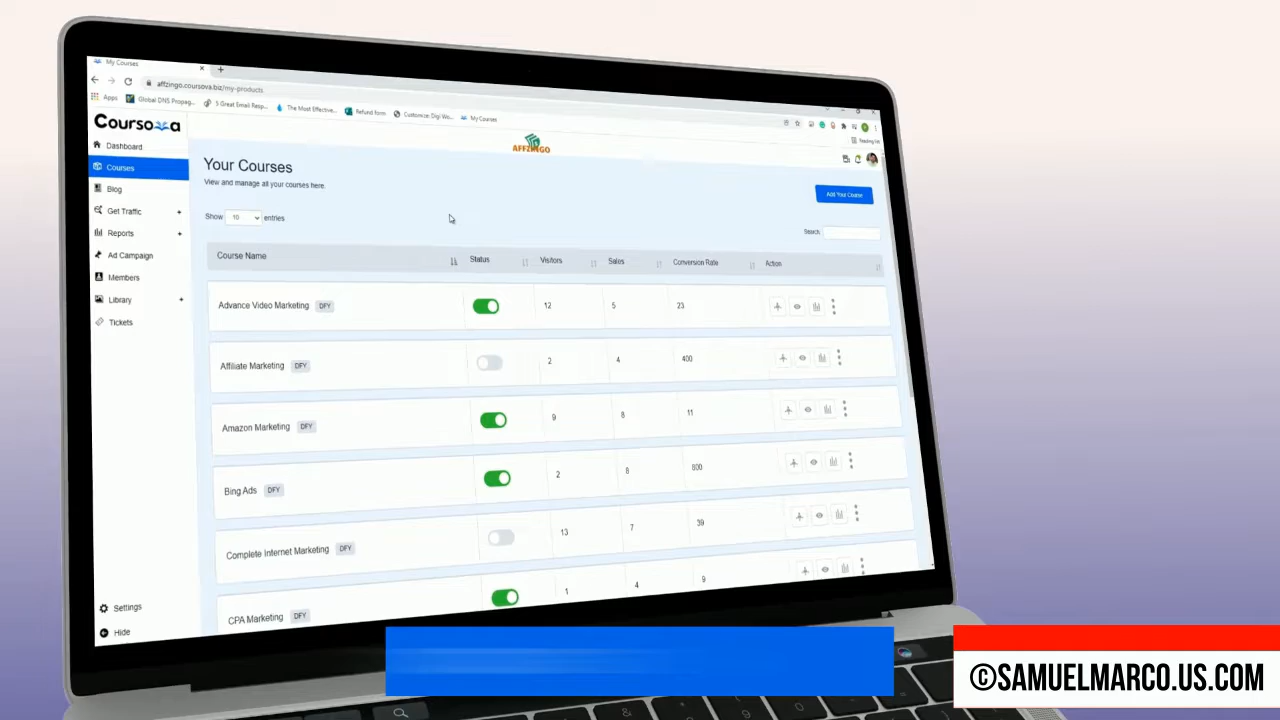 My Courses
affzingo.coursova.biz/my-products
Apps Global DNS Propag... 5 Great Email Resp... The Most Effective... Refund form Customizer: Digi Wo... My Courses
Reading list
Coursova
AFFZINGO
Dashboard
Courses
Blog
Get Traffic +
Reports +
Ad Campaign
Members
Library +
Tickets
Settings
Hide
Your Courses
View and manage all your courses here.
Add Your Course
Show 10 entries
Search:
Course Name Status Visitors Sales Conversion Rate Action
Advance Video Marketing DFY 12 5 23
Affiliate Marketing DFY 2 4 400
Amazon Marketing DFY 9 8 11
Bing Ads DFY 2 8 800
Complete Internet Marketing DFY 13 7 39
CPA Marketing DFY 1 4 9
©SAMUELMARCO.US.COM